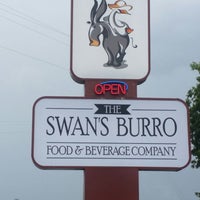 OPEN
THE
SWAN'S BURRO
FOOD & BEVERAGE COMPANY